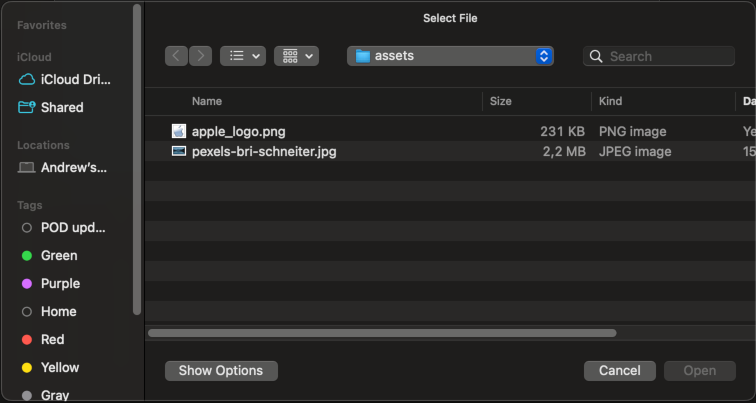 Select File
Favorites
iCloud
iCloud Dri...
Shared
Locations
Andrew's...
Tags
POD upd...
Green
Purple
Home
Red
Yellow
Gray
assets
Search
Name Size Kind Da
apple_logo.png 231 KB PNG image Ye
pexels-bri-schneiter.jpg 2,2 MB JPEG image 15
Show Options Cancel Open